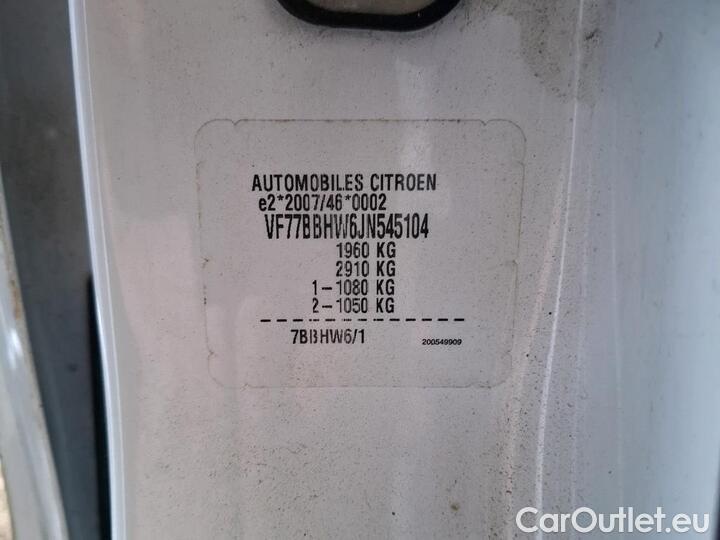 AUTOMOBILES CITROEN
e2*2007/46*0002
VF77BBHW6JN545104
1960 KG
2910 KG
1-1080 KG
2-1050 KG
7BBHW6/1 200549909
CarOutlet.eu